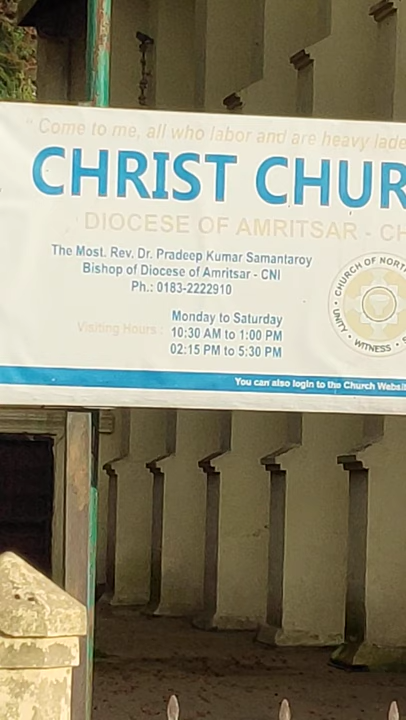 "Come to me, all who labor and are heavy lade
CHRIST CHUR
DIOCESE OF AMRITSAR - CH
The Most. Rev. Dr. Pradeep Kumar Samantaroy
Bishop of Diocese of Amritsar - CNI
Ph.: 0183-2222910
Visiting Hours : Monday to Saturday
10:30 AM to 1:00 PM
02:15 PM to 5:30 PM
CHURCH OF NORT
UNITY • WITNESS • S
You can also login to the Church Websit